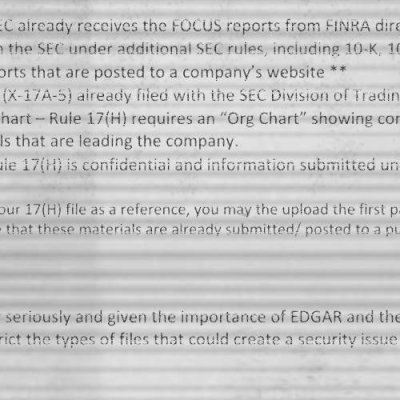 EC already receives the FOCUS reports from FINRA dire
the SEC under additional SEC rules, including 10-K, 10
orts that are posted to a company's website **
(X-17A-5) already filed with the SEC Division of Tradin
hart – Rule 17(H) requires an "Org Chart" showing cor
ls that are leading the company.
ule 17(H) is confidential and information submitted un
our 17(H) file as a reference, you may the upload the first pa
that these materials are already submitted/ posted to a pu
seriously and given the importance of EDGAR and the
rict the types of files that could create a security issue